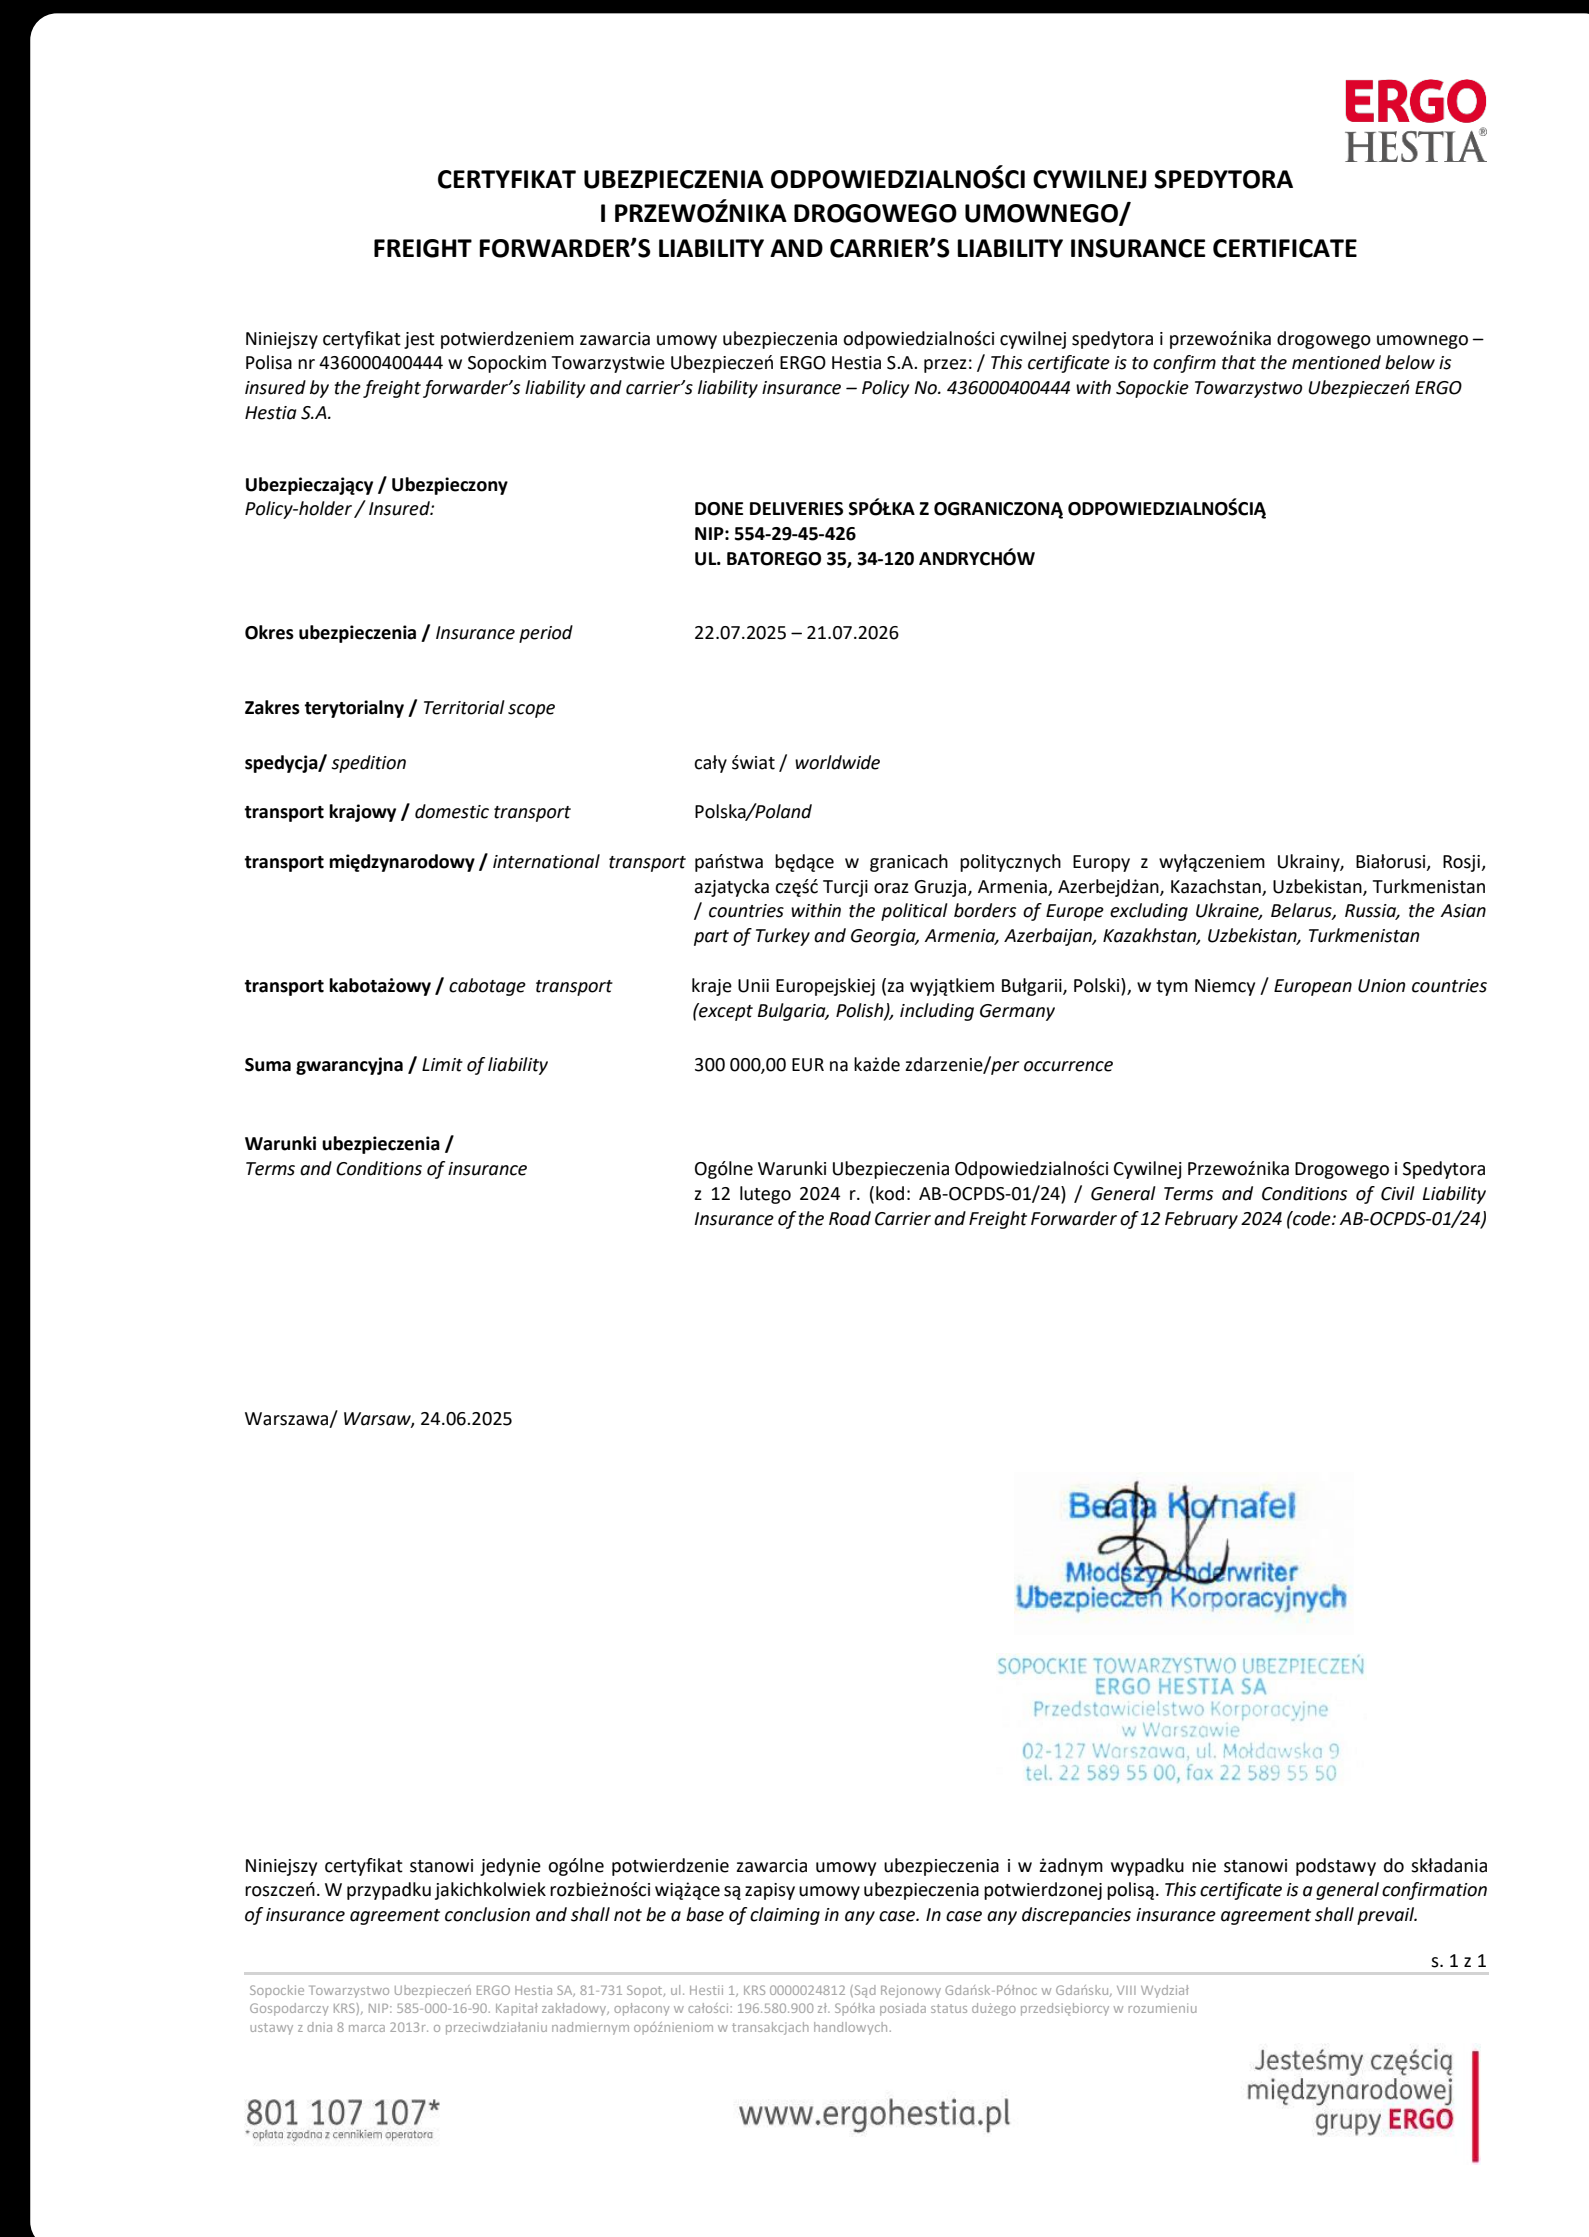 ERGO
HESTIA®
CERTYFIKAT UBEZPIECZENIA ODPOWIEDZIALNOŚCI CYWILNEJ SPEDYTORA
I PRZEWOŹNIKA DROGOWEGO UMOWNEGO/
FREIGHT FORWARDER’S LIABILITY AND CARRIER’S LIABILITY INSURANCE CERTIFICATE
Niniejszy certyfikat jest potwierdzeniem zawarcia umowy ubezpieczenia odpowiedzialności cywilnej spedytora i przewoźnika drogowego umownego –
Polisa nr 436000400444 w Sopockim Towarzystwie Ubezpieczeń ERGO Hestia S.A. przez: / This certificate is to confirm that the mentioned below is
insured by the freight forwarder’s liability and carrier’s liability insurance – Policy No. 436000400444 with Sopockie Towarzystwo Ubezpieczeń ERGO
Hestia S.A.
Ubezpieczający / Ubezpieczony
Policy-holder / Insured:
DONE DELIVERIES SPÓŁKA Z OGRANICZONĄ ODPOWIEDZIALNOŚCIĄ
NIP: 554-29-45-426
UL. BATOREGO 35, 34-120 ANDRYCHÓW
Okres ubezpieczenia / Insurance period 22.07.2025 – 21.07.2026
Zakres terytorialny / Territorial scope
spedycja/ spedition cały świat / worldwide
transport krajowy / domestic transport Polska/Poland
transport międzynarodowy / international transport państwa będące w granicach politycznych Europy z wyłączeniem Ukrainy, Białorusi, Rosji,
azjatycka część Turcji oraz Gruzja, Armenia, Azerbejdżan, Kazachstan, Uzbekistan, Turkmenistan
/ countries within the political borders of Europe excluding Ukraine, Belarus, Russia, the Asian
part of Turkey and Georgia, Armenia, Azerbaijan, Kazakhstan, Uzbekistan, Turkmenistan
transport kabotażowy / cabotage transport kraje Unii Europejskiej (za wyjątkiem Bułgarii, Polski), w tym Niemcy / European Union countries
(except Bulgaria, Polish), including Germany
Suma gwarancyjna / Limit of liability 300 000,00 EUR na każde zdarzenie/per occurrence
Warunki ubezpieczenia /
Terms and Conditions of insurance Ogólne Warunki Ubezpieczenia Odpowiedzialności Cywilnej Przewoźnika Drogowego i Spedytora
z 12 lutego 2024 r. (kod: AB-OCPDS-01/24) / General Terms and Conditions of Civil Liability
Insurance of the Road Carrier and Freight Forwarder of 12 February 2024 (code: AB-OCPDS-01/24)
Warszawa/ Warsaw, 24.06.2025
Beata Kornafel
Młodszy Underwriter
Ubezpieczeń Korporacyjnych
SOPOCKIE TOWARZYSTWO UBEZPIECZEŃ
ERGO HESTIA SA
Przedstawicielstwo Korporacyjne
w Warszawie
02-127 Warszawa, ul. Mołdawska 9
tel. 22 589 55 00, fax 22 589 55 50
Niniejszy certyfikat stanowi jedynie ogólne potwierdzenie zawarcia umowy ubezpieczenia i w żadnym wypadku nie stanowi podstawy do składania
roszczeń. W przypadku jakichkolwiek rozbieżności wiążące są zapisy umowy ubezpieczenia potwierdzonej polisą. This certificate is a general confirmation
of insurance agreement conclusion and shall not be a base of claiming in any case. In case any discrepancies insurance agreement shall prevail.
s. 1 z 1
Sopockie Towarzystwo Ubezpieczeń ERGO Hestia SA, 81-731 Sopot, ul. Hestii 1, KRS 0000024812 (Sąd Rejonowy Gdańsk-Północ w Gdańsku, VIII Wydział
Gospodarczy KRS), NIP: 585-000-16-90. Kapitał zakładowy, opłacony w całości: 196.580.900 zł. Spółka posiada status dużego przedsiębiorcy w rozumieniu
ustawy z dnia 8 marca 2013r. o przeciwdziałaniu nadmiernym opóźnieniom w transakcjach handlowych.
801 107 107*
* opłata zgodna z cennikiem operatora
www.ergohestia.pl
Jesteśmy częścią
międzynarodowej
grupy ERGO